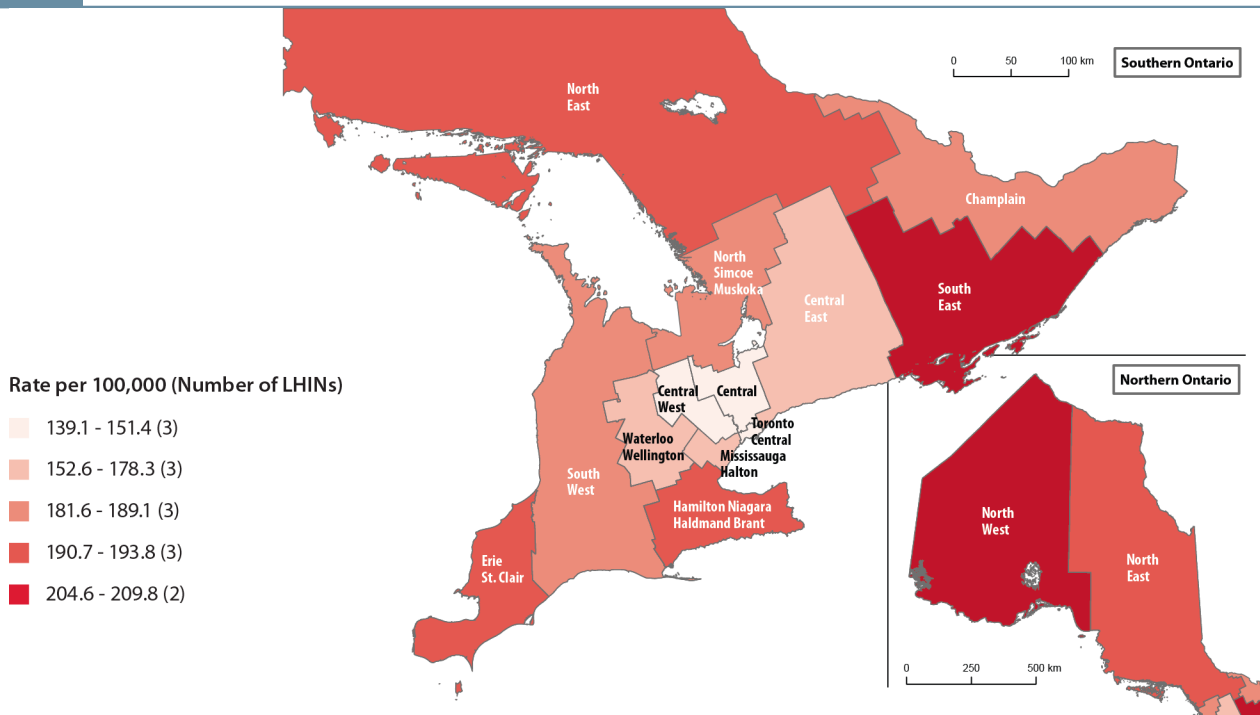 0 50 100 km
Southern Ontario
North
East
Champlain
North
Simcoe
Muskoka
Central
East
South
East
Rate per 100,000 (Number of LHINs)
139.1 - 151.4 (3)
152.6 - 178.3 (3)
181.6 - 189.1 (3)
190.7 - 193.8 (3)
204.6 - 209.8 (2)
Central
West
Central
Toronto
Central
Waterloo
Wellington
Mississauga
Halton
South
West
Hamilton Niagara
Haldmand Brant
Erie
St. Clair
Northern Ontario
North
West
North
East
0 250 500 km